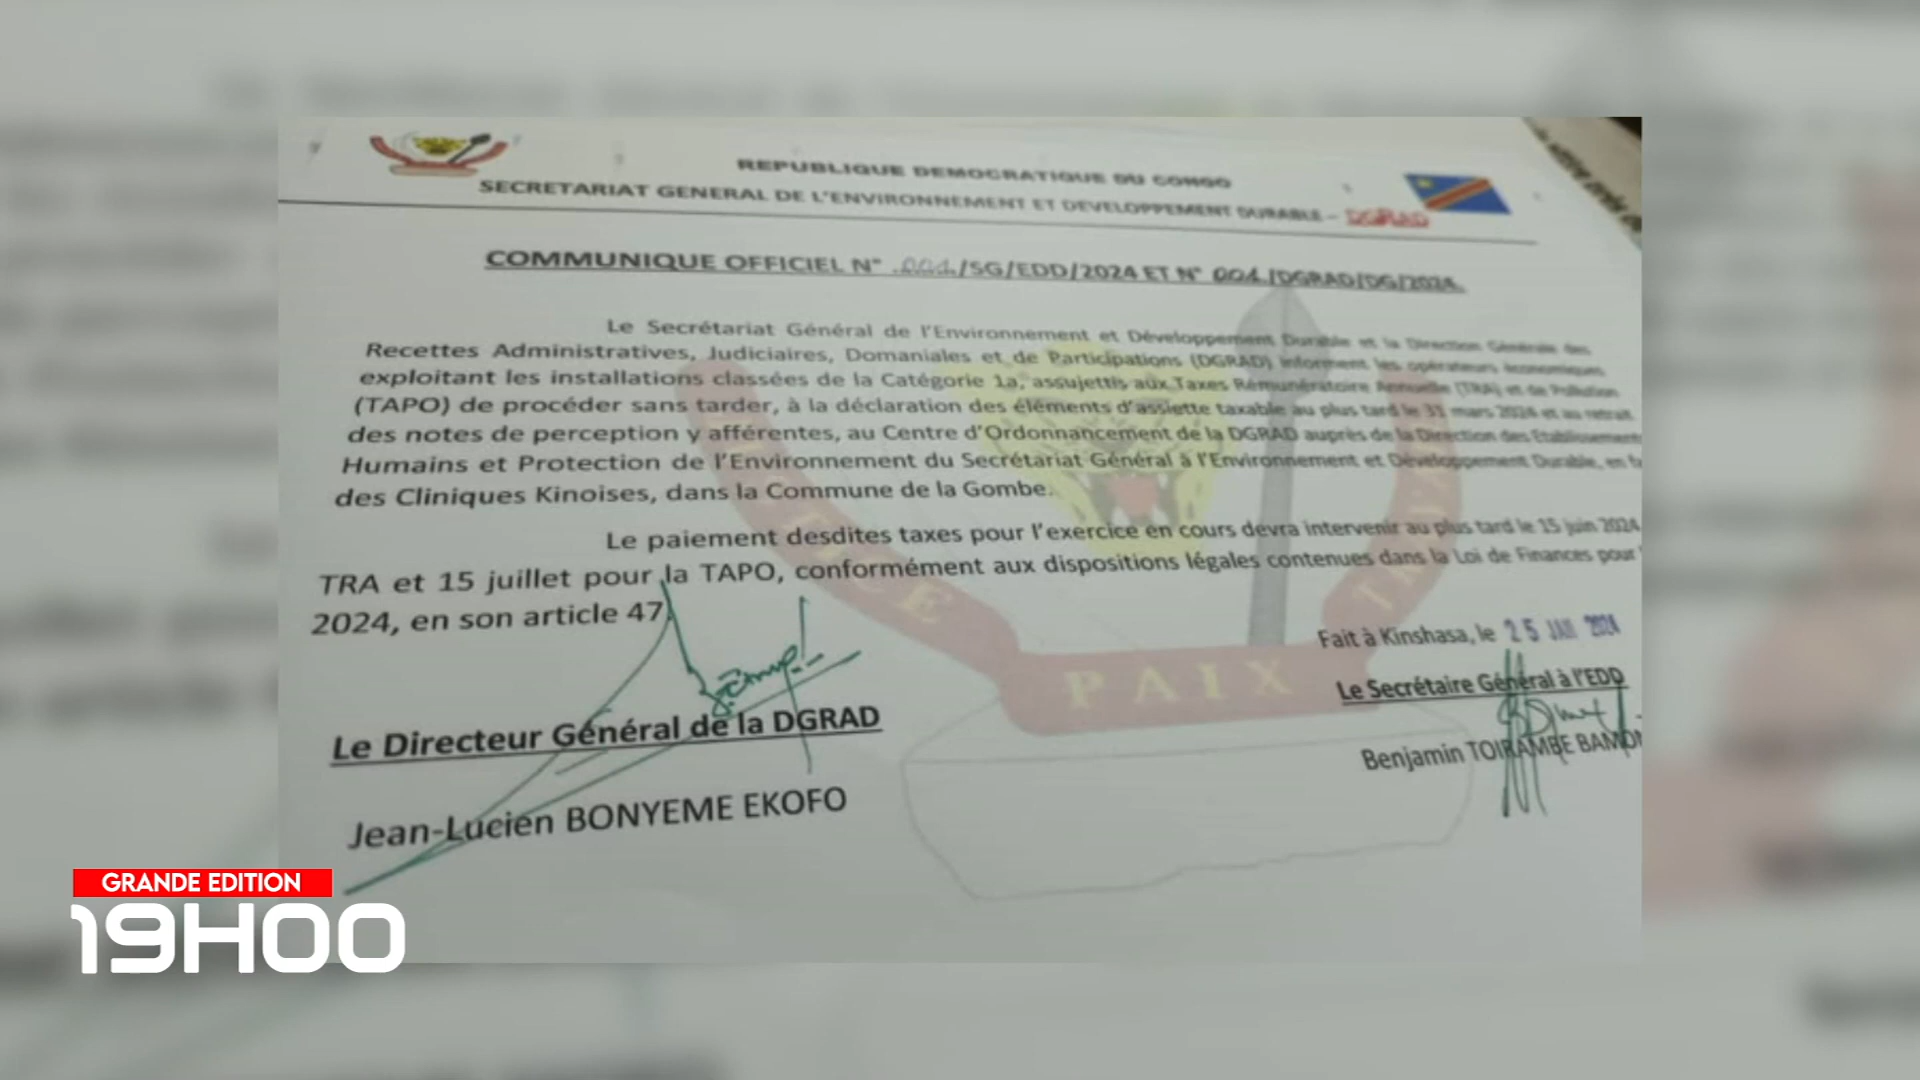 REPUBLIQUE DEMOCRATIQUE DU CONGO
SECRETARIAT GENERAL DE L'ENVIRONNEMENT ET DEVELOPPEMENT DURABLE – DGRAD
COMMUNIQUE OFFICIEL N° 001/SG/EDD/2024 ET N° 001/DGRAD/DG/2024.
Le Secrétariat Général de l'Environnement et Développement Durable et la Direction Générale des
Recettes Administratives, Judiciaires, Domaniales et de Participations (DGRAD) informent les opérateurs économiques
exploitant les installations classées de la Catégorie 1a, assujettis aux Taxes Rémunératoire Annuelle (TRA) et de Pollution
(TAPO) de procéder sans tarder, à la déclaration des éléments d'assiette taxable au plus tard le 31 mars 2024 et au retrait
des notes de perception y afférentes, au Centre d'Ordonnancement de la DGRAD auprès de la Direction des Etablissements
Humains et Protection de l'Environnement du Secrétariat Général à l'Environnement et Développement Durable, en
des Cliniques Kinoises, dans la Commune de la Gombe.
Le paiement desdites taxes pour l'exercice en cours devra intervenir au plus tard le 15 juin 2024
TRA et 15 juillet pour la TAPO, conformément aux dispositions légales contenues dans la Loi de Finances pour
2024, en son article 47.
JUSTICE PAIX TRAVAIL
Fait à Kinshasa, le 25 JAN 2024
Le Secrétaire Général à l'EDD
Benjamin TOIRAMBE
Le Directeur Général de la DGRAD
Jean-Lucien BONYEME EKOFO
GRANDE EDITION
19H00